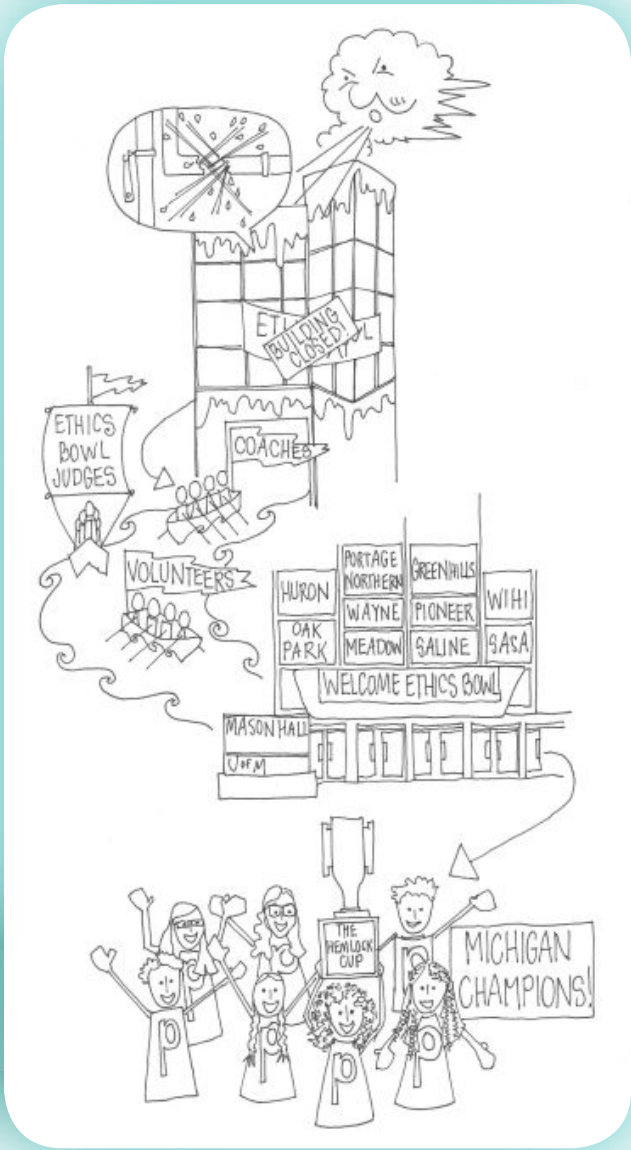 ETH
BUILDING
CLOSED!
L
ETHICS
BOWL
JUDGES
COACHES
VOLUNTEERS
HURON
PORTAGE
NORTHERN
GREENHILLS
WIHI
WAYNE
PIONEER
OAK
PARK
MEADOW
SALINE
SASA
WELCOME ETHICS BOWL
MASON HALL
U OF M
THE
HEMLOCK
CUP
MICHIGAN
CHAMPIONS!
p
p
p
p